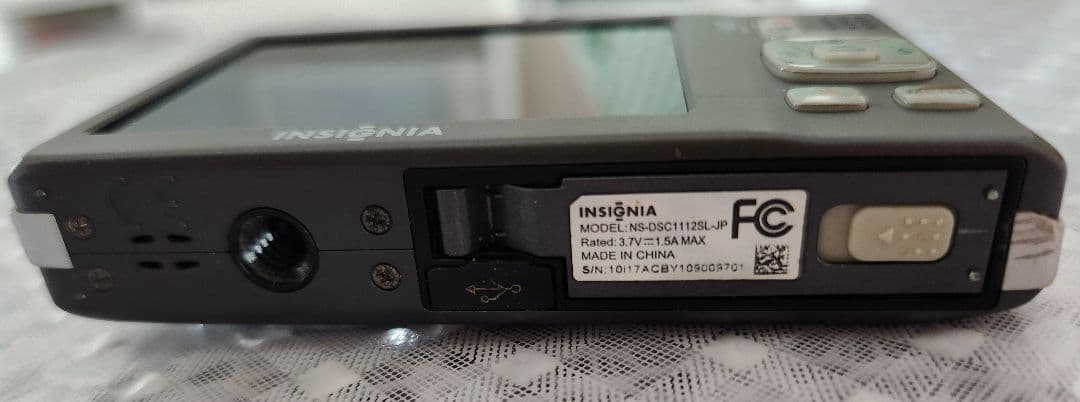 INSIGNIA
INSIGNIA
MODEL: NS-DSC1112SL-JP
Rated: 3.7V⎓1.5A MAX
MADE IN CHINA
S/N: 10I17ACBY109009701
FC